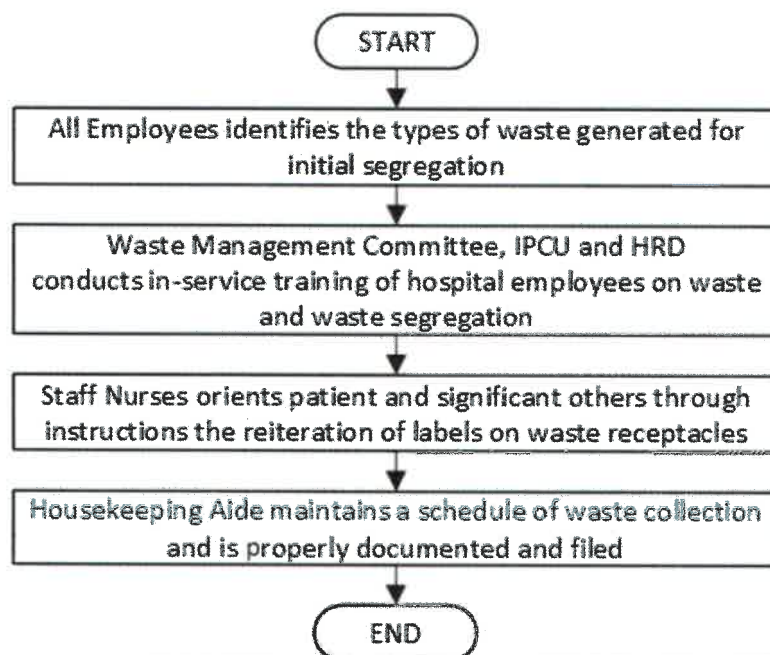 START
All Employees identifies the types of waste generated for
initial segregation
Waste Management Committee, IPCU and HRD
conducts in-service training of hospital employees on waste
and waste segregation
Staff Nurses orients patient and significant others through
instructions the reiteration of labels on waste receptacles
Housekeeping Aide maintains a schedule of waste collection
and is properly documented and filed
END